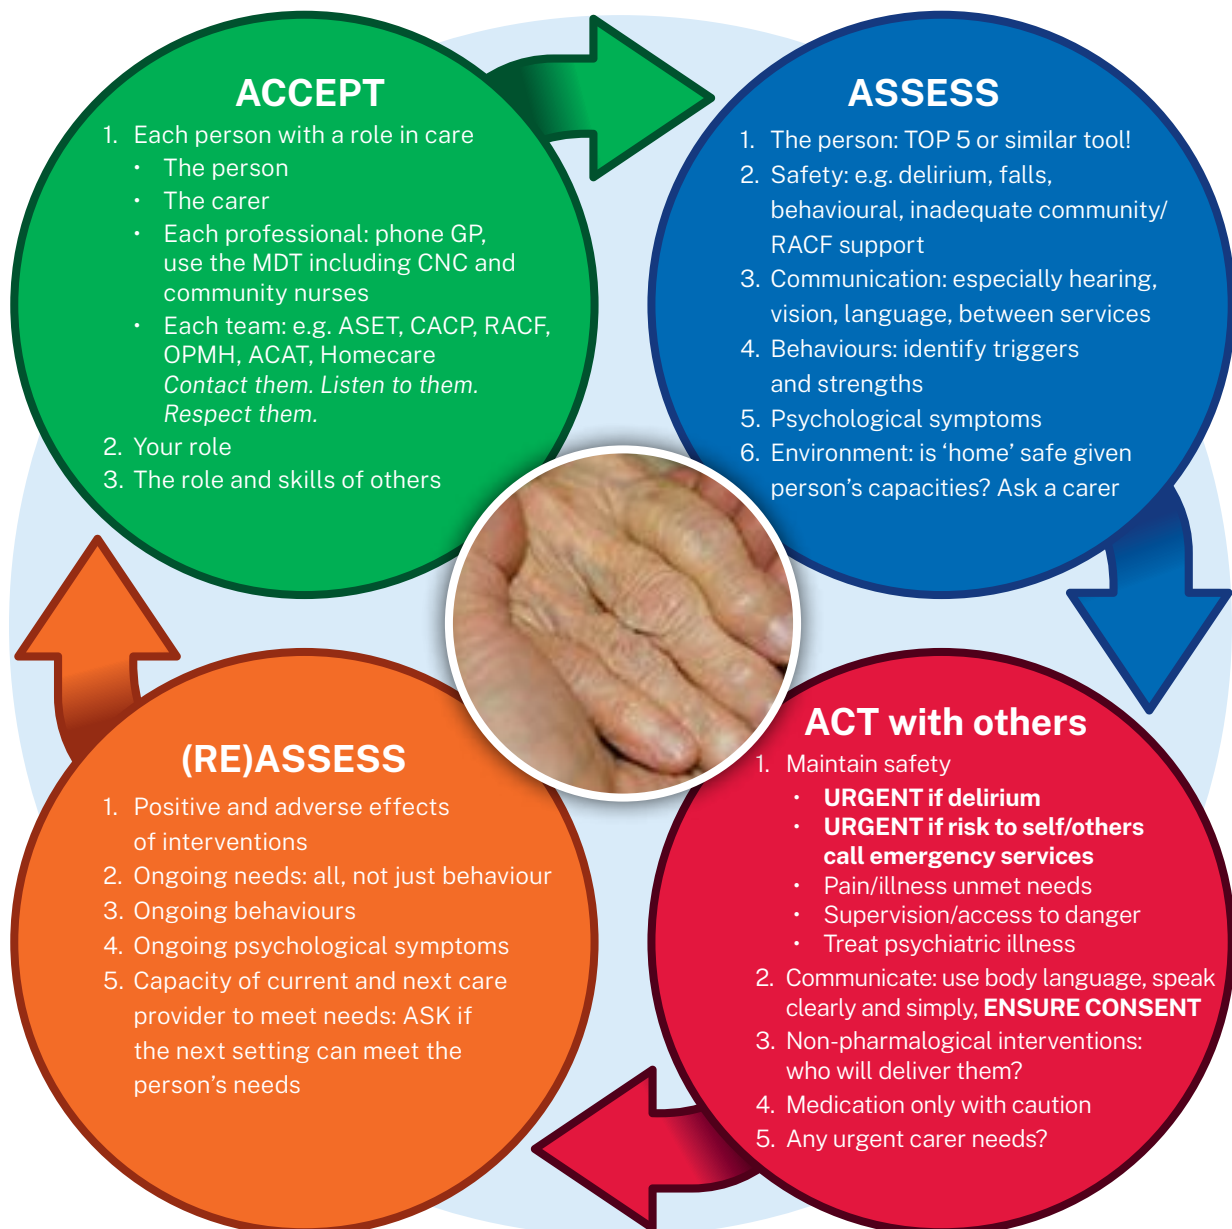 ACCEPT
1. Each person with a role in care
• The person
• The carer
• Each professional: phone GP,
use the MDT including CNC and
community nurses
• Each team: e.g. ASET, CACP, RACF,
OPMH, ACAT, Homecare
Contact them. Listen to them.
Respect them.
2. Your role
3. The role and skills of others
ASSESS
1. The person: TOP 5 or similar tool!
2. Safety: e.g. delirium, falls,
behavioural, inadequate community/
RACF support
3. Communication: especially hearing,
vision, language, between services
4. Behaviours: identify triggers
and strengths
5. Psychological symptoms
6. Environment: is ‘home’ safe given
person’s capacities? Ask a carer
ACT with others
1. Maintain safety
• URGENT if delirium
• URGENT if risk to self/others
call emergency services
• Pain/illness unmet needs
• Supervision/access to danger
• Treat psychiatric illness
2. Communicate: use body language, speak
clearly and simply, ENSURE CONSENT
3. Non-pharmalogical interventions:
who will deliver them?
4. Medication only with caution
5. Any urgent carer needs?
(RE)ASSESS
1. Positive and adverse effects
of interventions
2. Ongoing needs: all, not just behaviour
3. Ongoing behaviours
4. Ongoing psychological symptoms
5. Capacity of current and next care
provider to meet needs: ASK if
the next setting can meet the
person’s needs